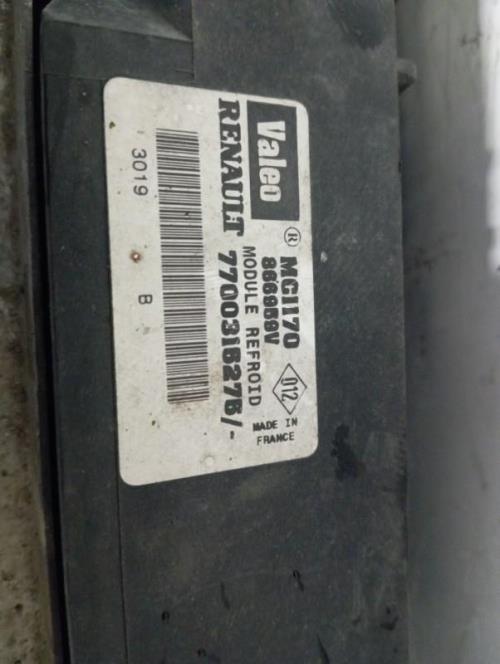 Valeo ® MC1170
866959V
MODULE REFROID
RENAULT 7700316276/-
012
MADE IN
FRANCE
3019 B